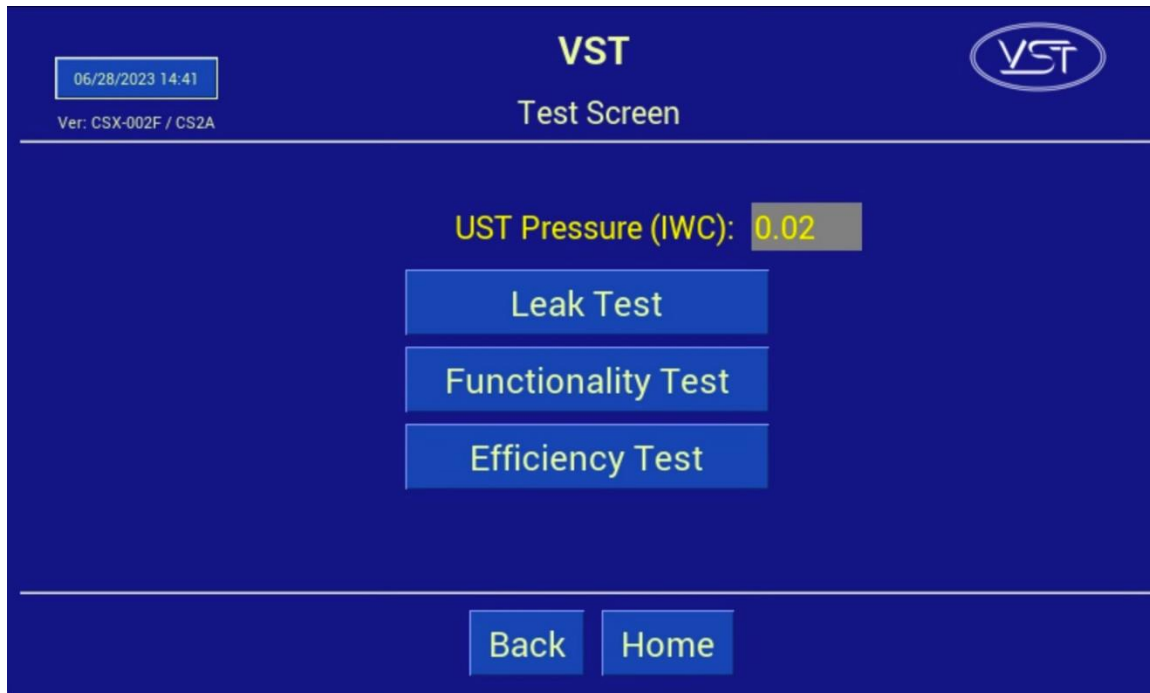 VST
06/28/2023 14:41
Ver: CSX-002F / CS2A
Test Screen
VST
UST Pressure (IWC): 0.02
Leak Test
Functionality Test
Efficiency Test
Back Home